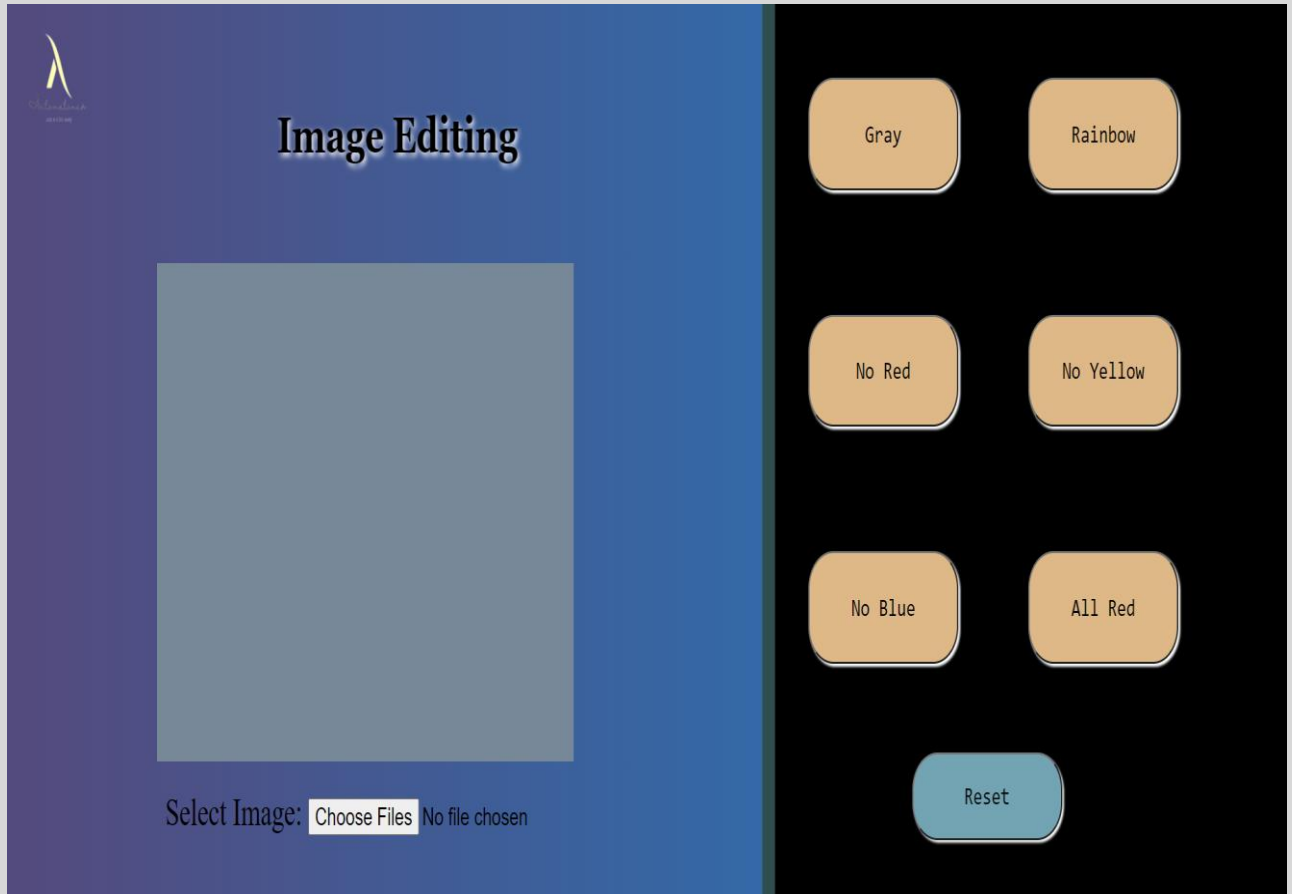 Image Editing
Select Image: Choose Files No file chosen
Gray
Rainbow
No Red
No Yellow
No Blue
All Red
Reset